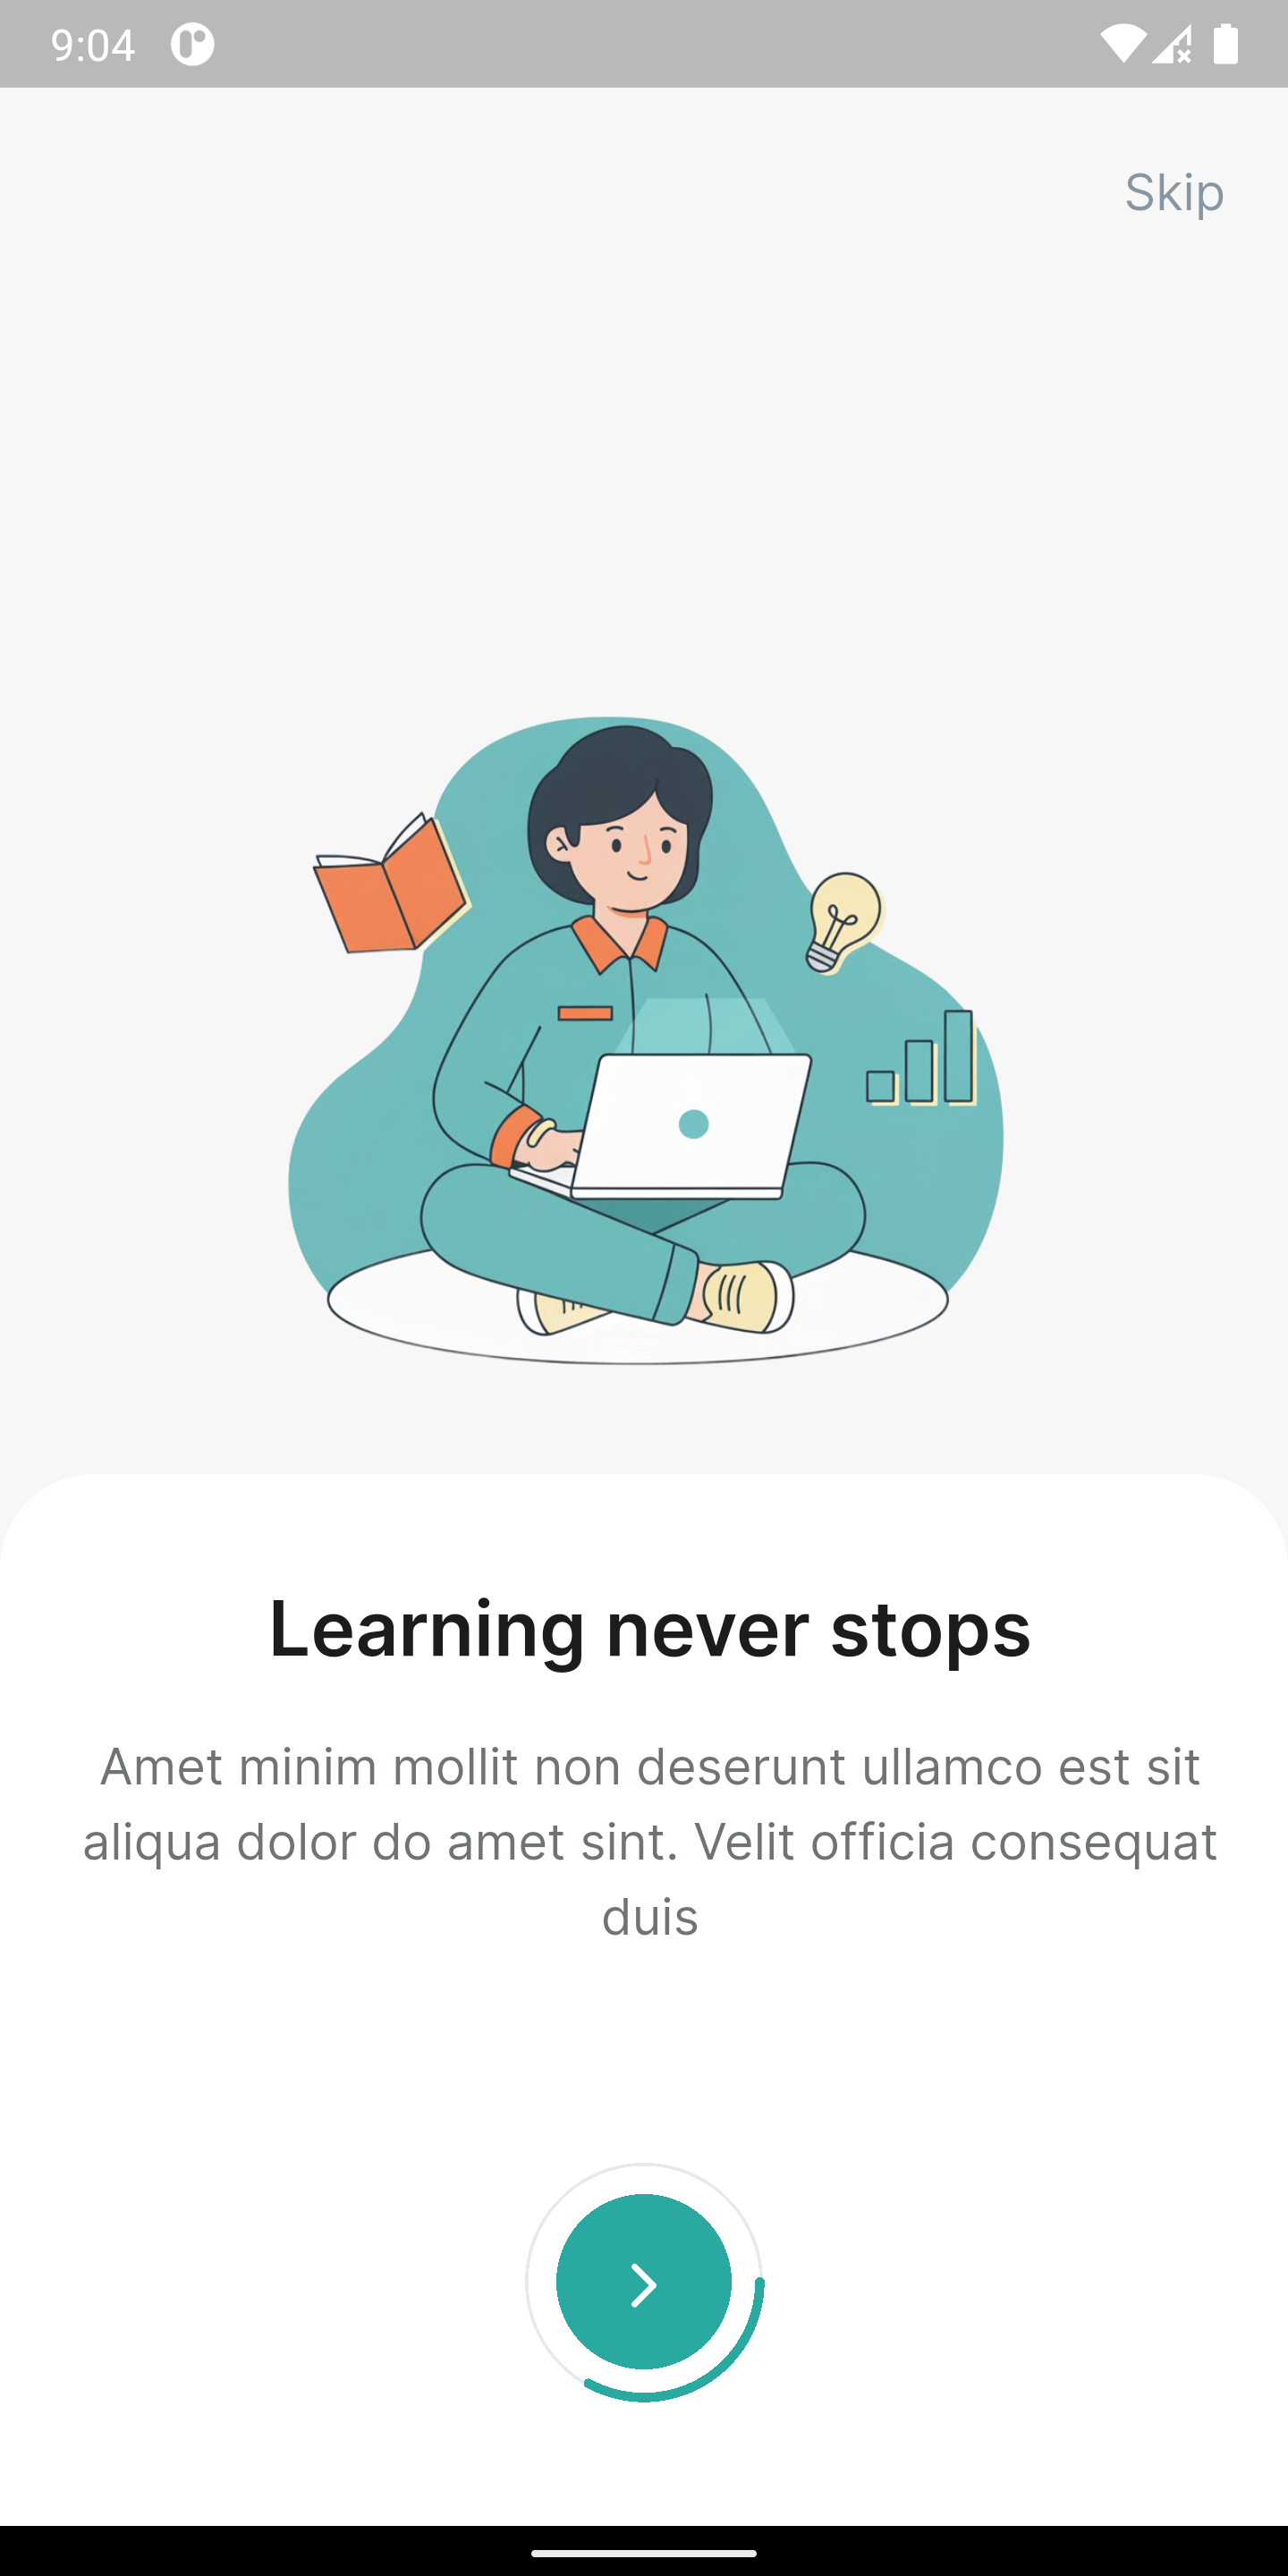 9:04
Skip
Learning never stops
Amet minim mollit non deserunt ullamco est sit
aliqua dolor do amet sint. Velit officia consequat
duis